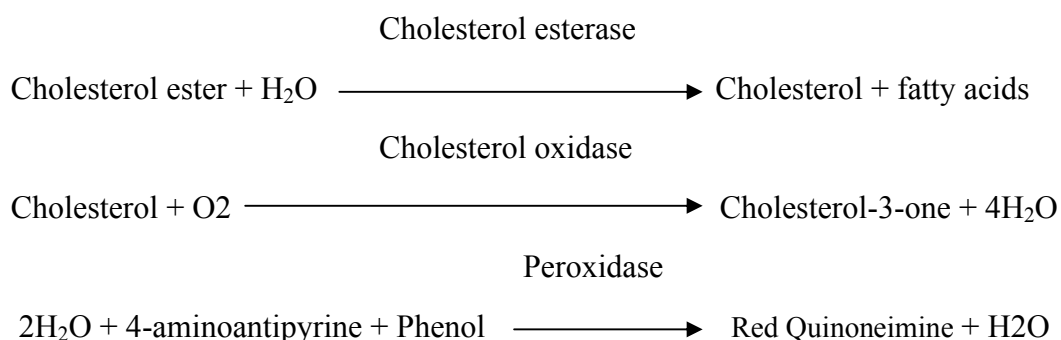 Cholesterol esterase
Cholesterol ester + H₂O Cholesterol + fatty acids
Cholesterol oxidase
Cholesterol + O2 Cholesterol-3-one + 4H₂O
Peroxidase
2H₂O + 4-aminoantipyrine + Phenol Red Quinoneimine + H2O